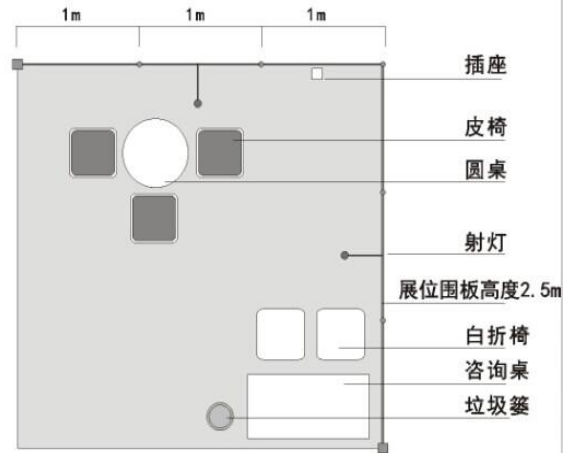 1m 1m 1m
插座
皮椅
圆桌
射灯
展位围板高度2.5m
白折椅
咨询桌
垃圾篓